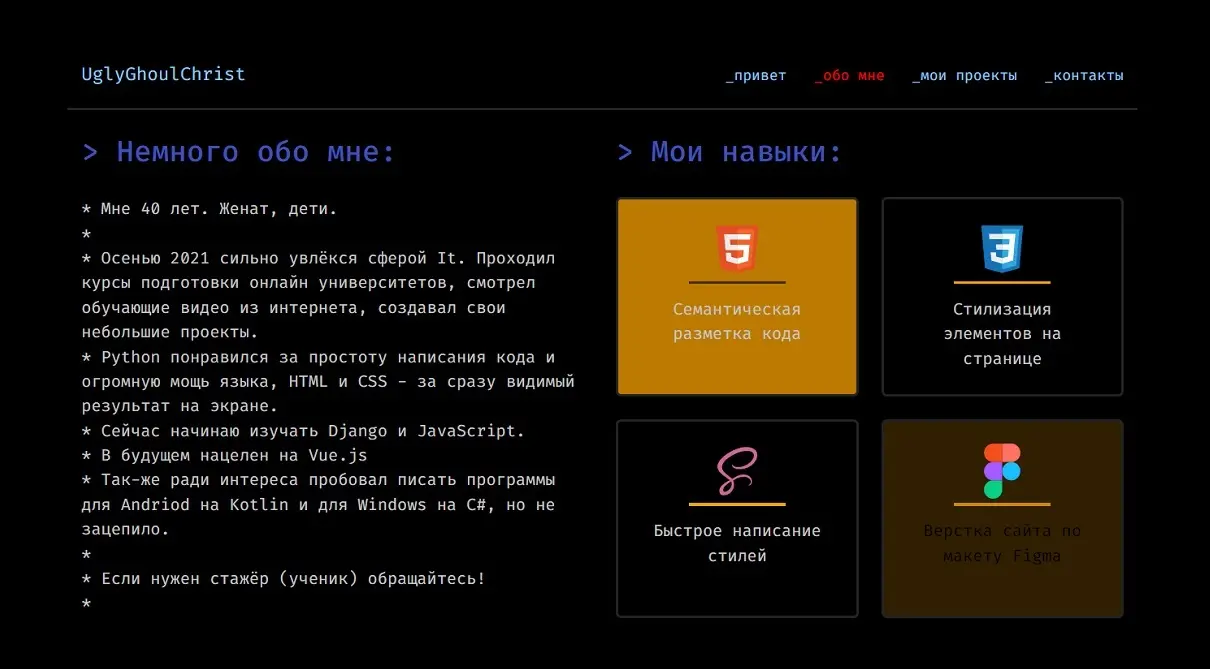 UglyGhoulChrist
_привет _обо мне _мои проекты _контакты
> Немного обо мне:
* Мне 40 лет. Женат, дети.
*
* Осенью 2021 сильно увлёкся сферой It. Проходил
курсы подготовки онлайн университетов, смотрел
обучающие видео из интернета, создавал свои
небольшие проекты.
* Python понравился за простоту написания кода и
огромную мощь языка, HTML и CSS - за сразу видимый
результат на экране.
* Сейчас начинаю изучать Django и JavaScript.
* В будущем нацелен на Vue.js
* Так-же ради интереса пробовал писать программы
для Andriod на Kotlin и для Windows на C#, но не
зацепило.
*
* Если нужен стажёр (ученик) обращайтесь!
*
> Мои навыки:
5
Семантическая
разметка кода
3
Стилизация
элементов на
странице
Быстрое написание
стилей
Верстка сайта по
макету Figma